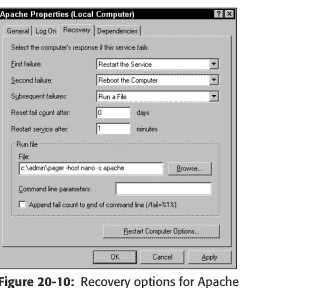 Apache Properties (Local Computer)
General Log On Recovery Dependencies
Select the computer's response if this service fails.
First failure: Restart the Service
Second failure: Reboot the Computer
Subsequent failures: Run a File
Reset fail count after: 0 days
Restart service after: 1 minutes
Run file
File:
c:\admin\pager -host nano -s apache Browse...
Command line parameters:
Append fail count to end of command line (/fail=%1%)
Restart Computer Options...
OK Cancel Apply
Figure 20-10: Recovery options for Apache